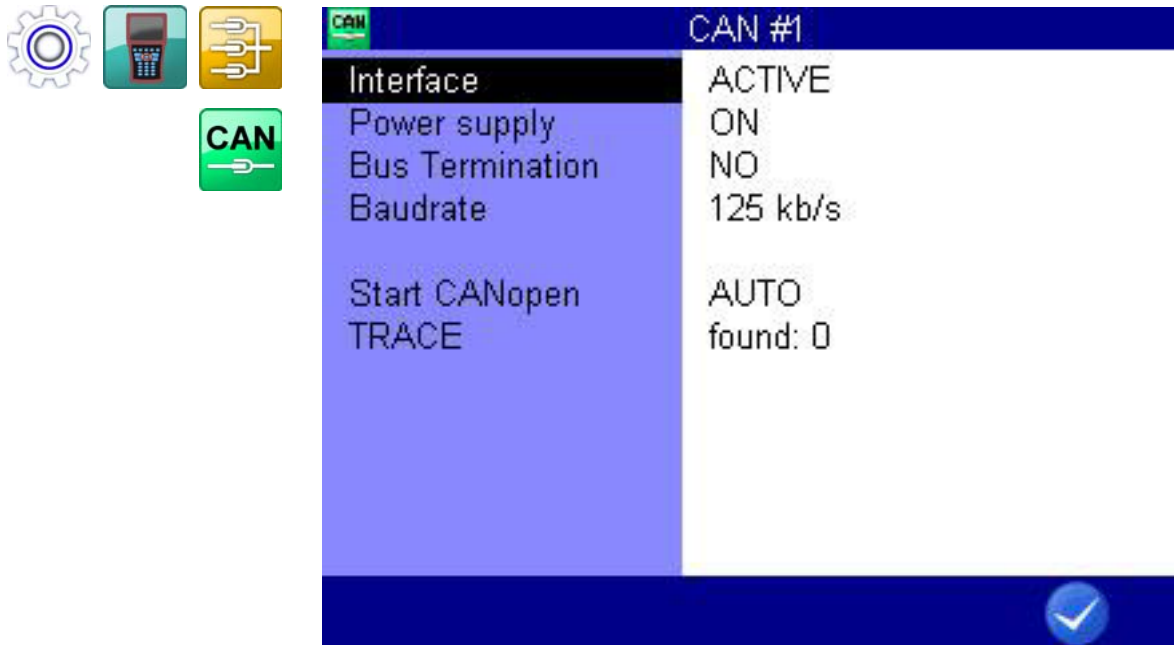 CAN
CAN #1
Interface ACTIVE
Power supply ON
CAN
Bus Termination NO
Baudrate 125 kb/s
Start CANopen AUTO
TRACE found: 0